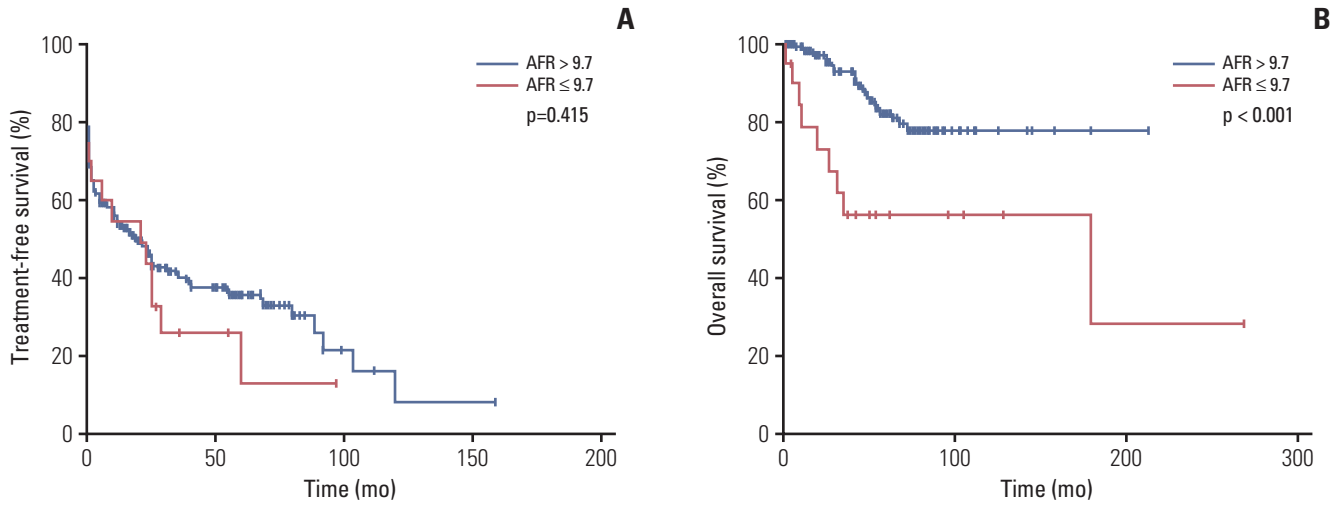 A
100
80
60
40
20
0
Treatment-free survival (%)
AFR > 9.7
AFR ≤ 9.7
p=0.415
0 50 100 150 200
Time (mo)
B
100
80
60
40
20
0
Overall survival (%)
AFR > 9.7
AFR ≤ 9.7
p < 0.001
0 100 200 300
Time (mo)